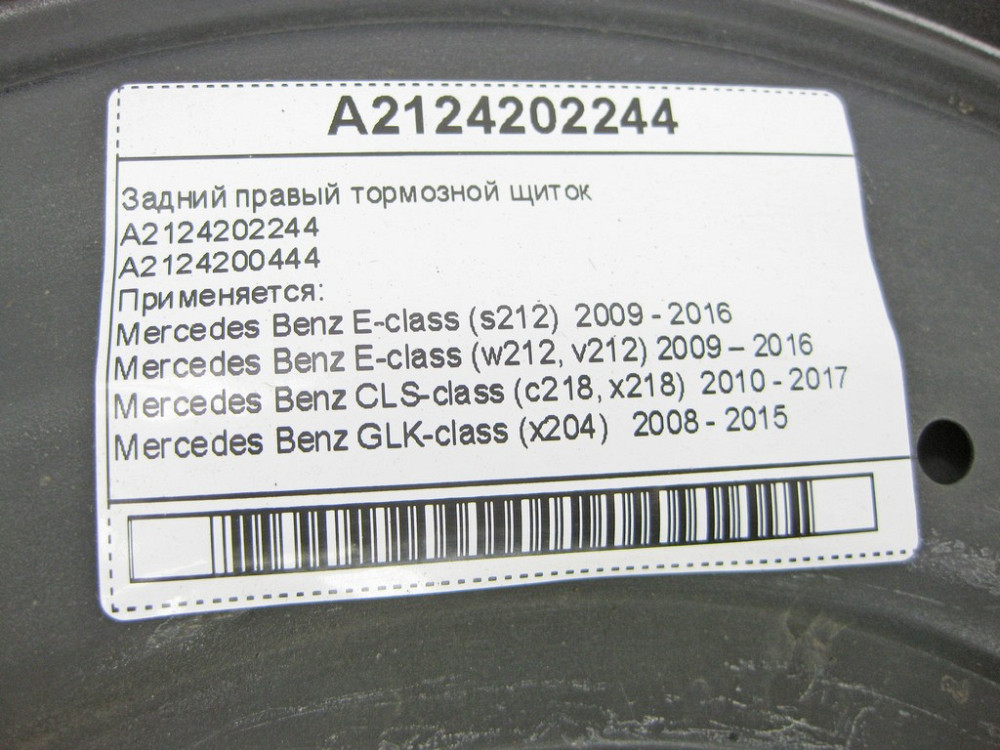 A2124202244
Задний правый тормозной щиток
A2124202244
A2124200444
Применяется:
Mercedes Benz E-class (s212) 2009 - 2016
Mercedes Benz E-class (w212, v212) 2009 – 2016
Mercedes Benz CLS-class (c218, x218) 2010 - 2017
Mercedes Benz GLK-class (x204) 2008 - 2015